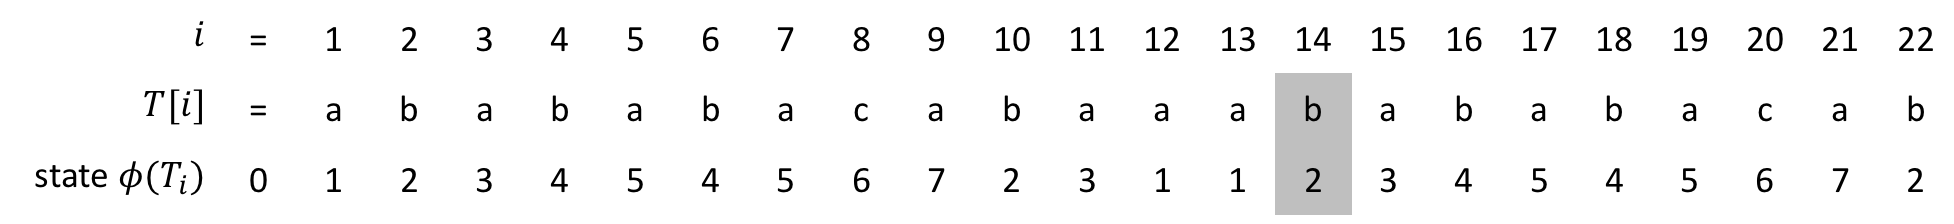 i = 1 2 3 4 5 6 7 8 9 10 11 12 13 14 15 16 17 18 19 20 21 22
T[i] = a b a b a b a c a b a a a b a b a b a c a b
state ϕ(Tᵢ) 0 1 2 3 4 5 4 5 6 7 2 3 1 1 2 3 4 5 4 5 6 7 2